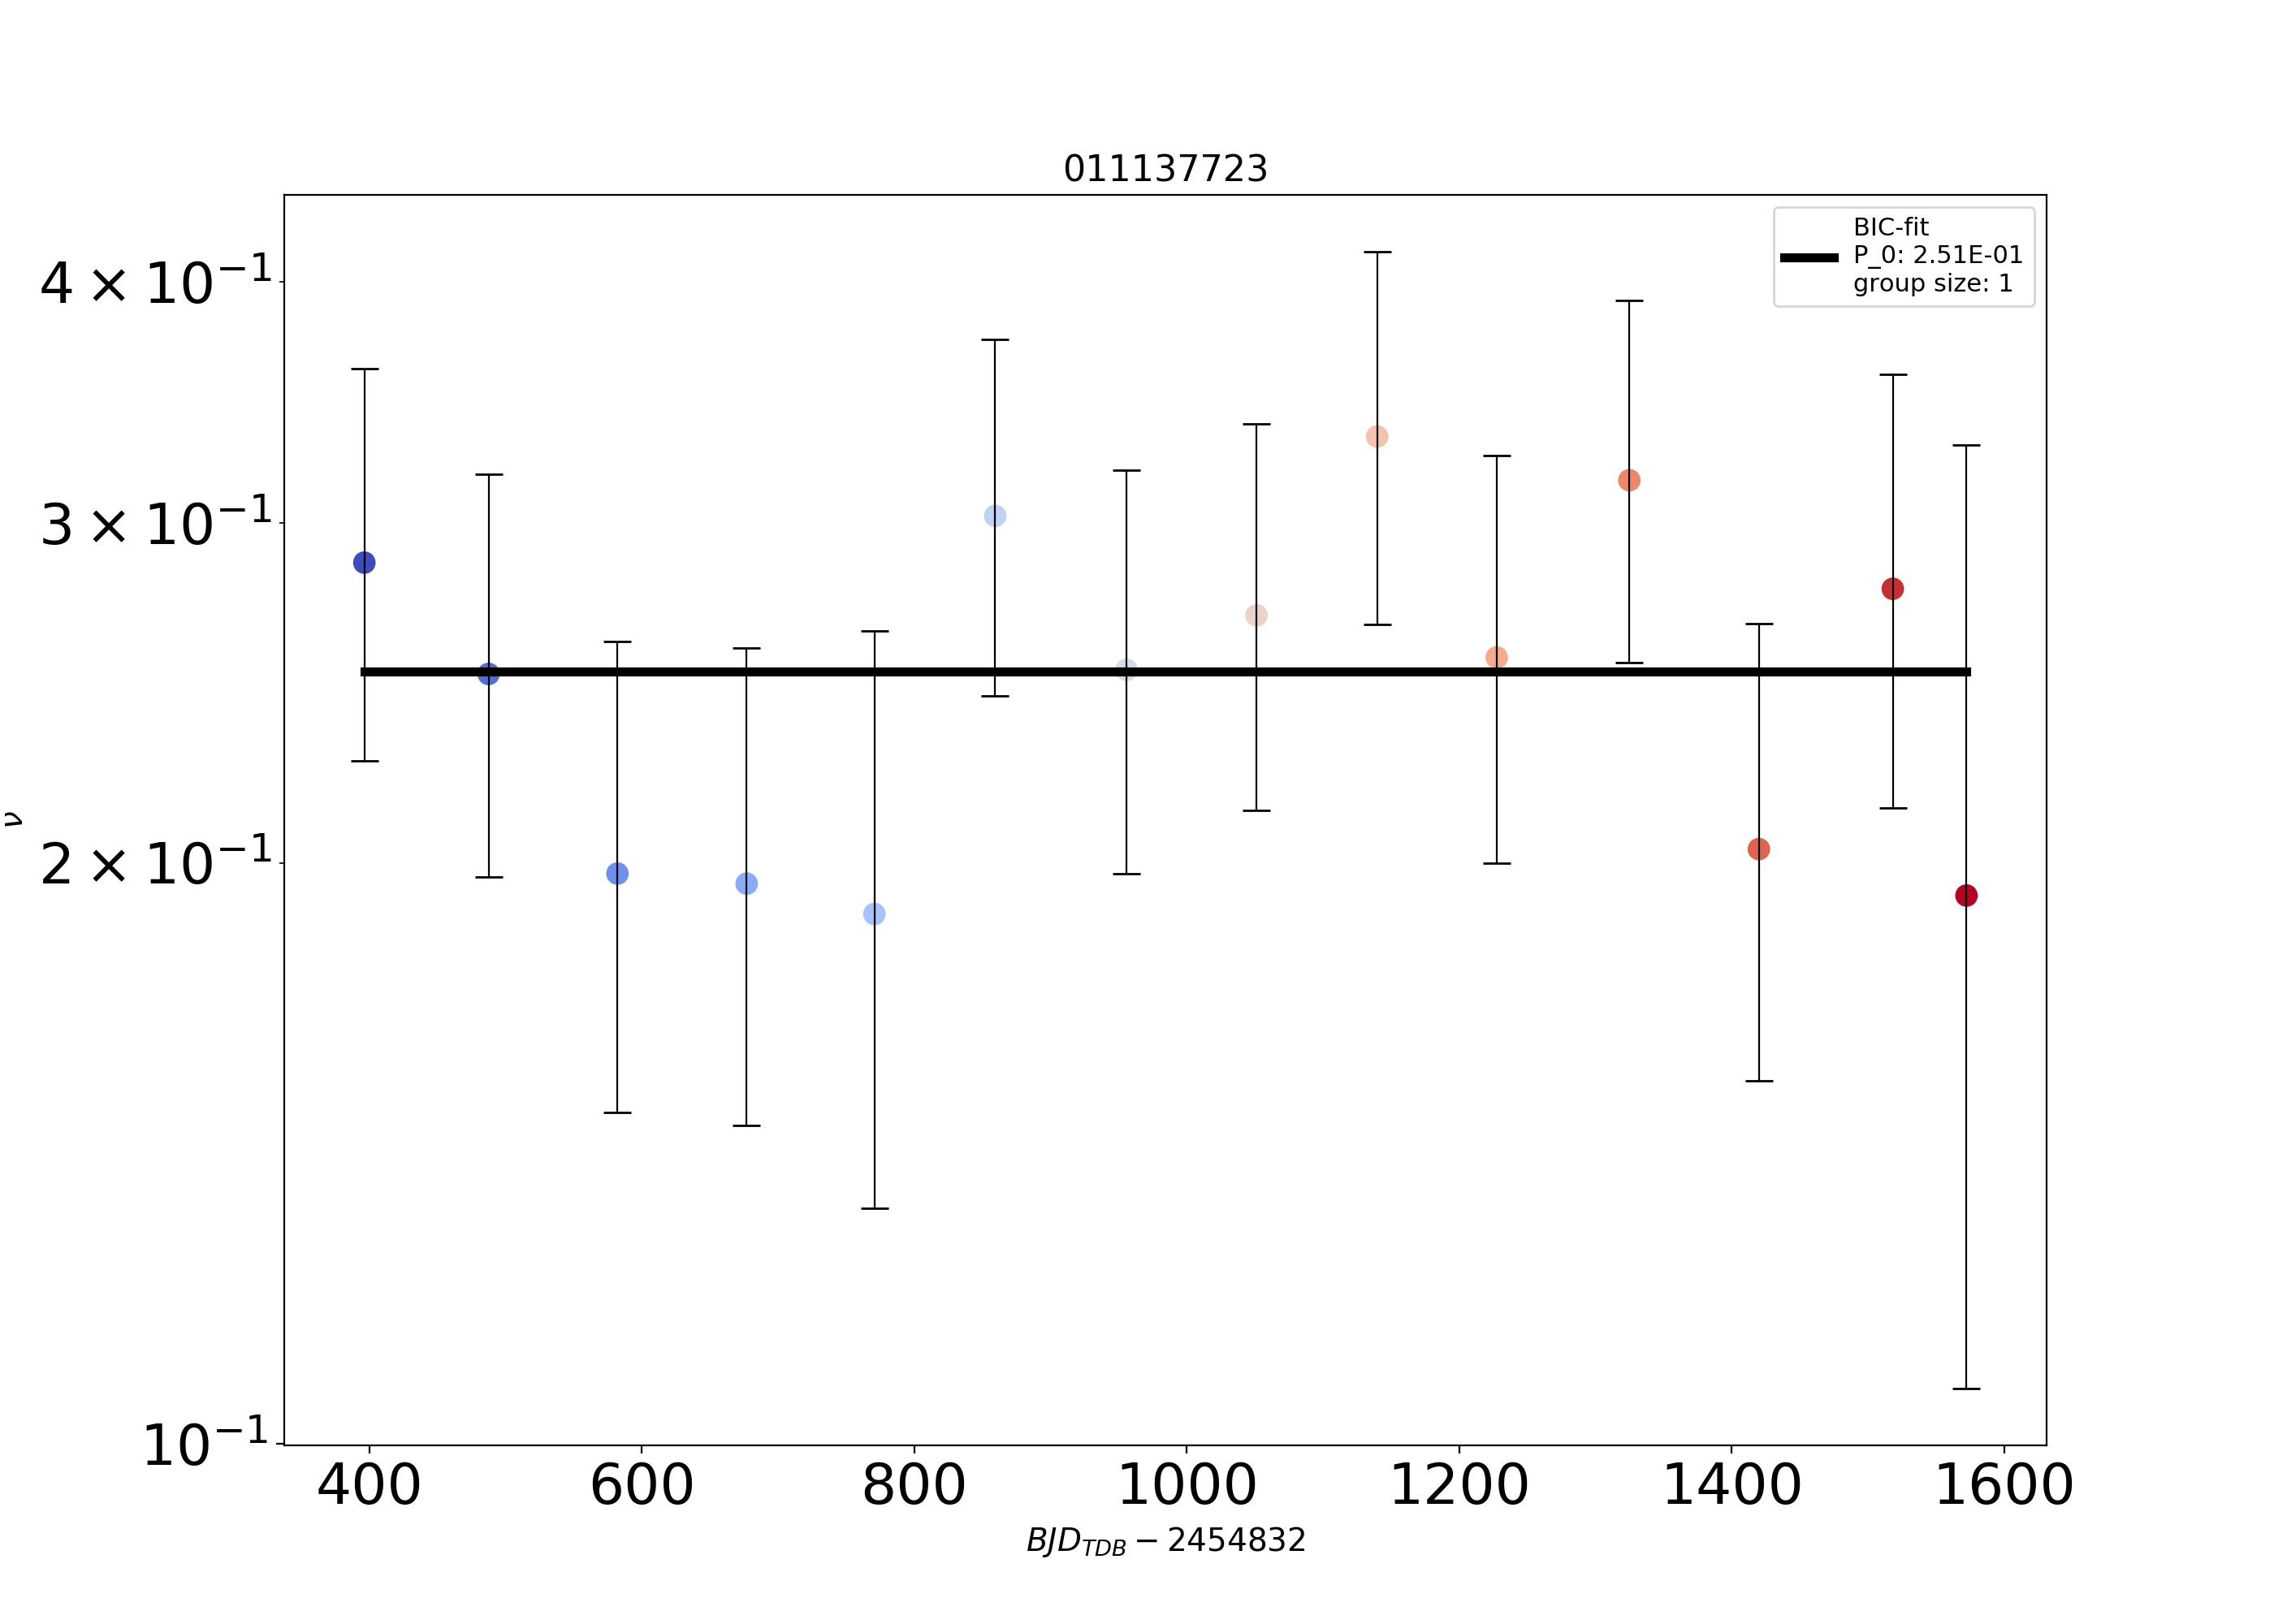 011137723
BIC-fit
P_0: 2.51E-01
group size: 1
4 × 10⁻¹
3 × 10⁻¹
2 × 10⁻¹
10⁻¹
ν
400 600 800 1000 1200 1400 1600
BJD_TDB − 2454832